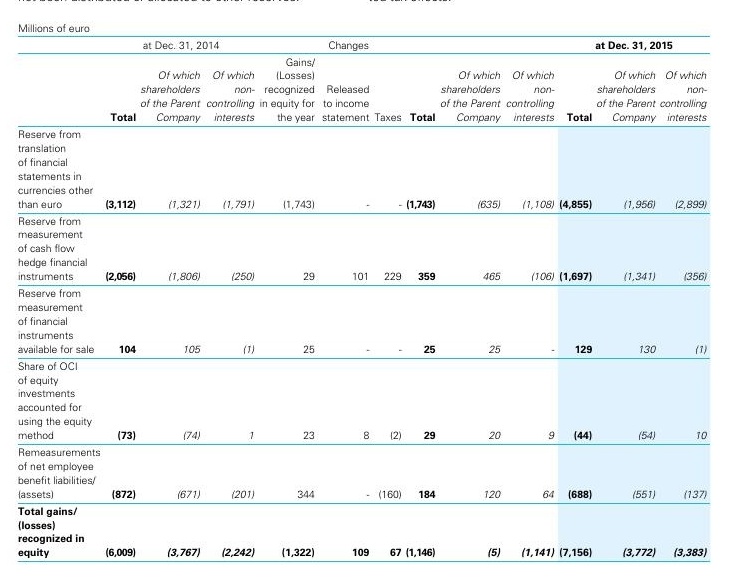 Millions of euro
at Dec. 31, 2014 Changes at Dec. 31, 2015
Gains/
(Losses)
Of which Of which recognized Released Of which Of which Of which Of which
shareholders non- in equity for to income shareholders non- shareholders non-
of the Parent controlling the year statement of the Parent controlling of the Parent controlling
Total Company interests Taxes Total Company interests Total Company interests
Reserve from
translation
of financial
statements in
currencies other
than euro (3,112) (1,321) (1,791) (1,743) - - (1,743) (635) (1,108) (4,855) (1,956) (2,899)
Reserve from
measurement
of cash flow
hedge financial
instruments (2,056) (1,806) (250) 29 101 229 359 465 (106) (1,697) (1,341) (356)
Reserve from
measurement
of financial
instruments
available for sale 104 105 (1) 25 - - 25 25 - 129 130 (1)
Share of OCI
of equity
investments
accounted for
using the equity
method (73) (74) 1 23 8 (2) 29 20 9 (44) (54) 10
Remeasurements
of net employee
benefit liabilities/
(assets) (872) (671) (201) 344 - (160) 184 120 64 (688) (551) (137)
Total gains/
(losses)
recognized in
equity (6,009) (3,767) (2,242) (1,322) 109 67 (1,146) (5) (1,141) (7,156) (3,772) (3,383)